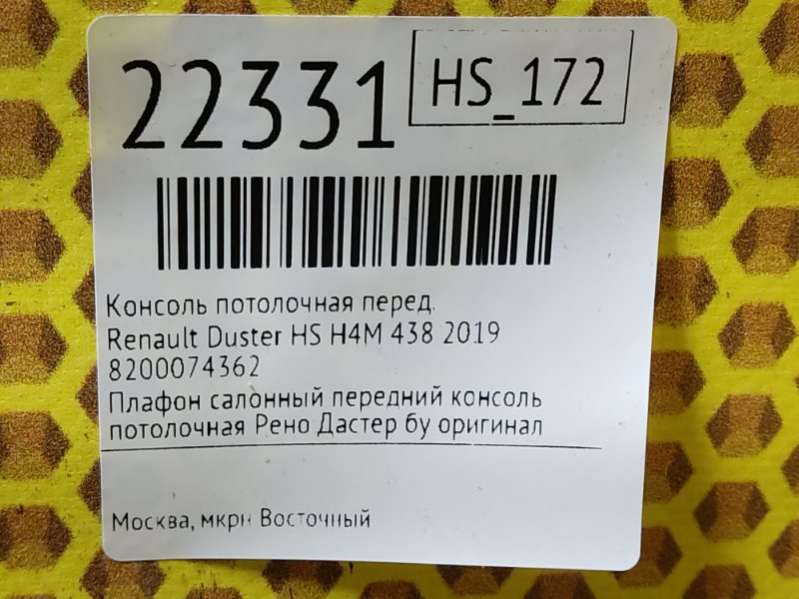 22331
HS_172
Консоль потолочная перед.
Renault Duster HS H4M 438 2019
8200074362
Плафон салонный передний консоль
потолочная Рено Дастер бу оригинал
Москва, мкрн Восточный